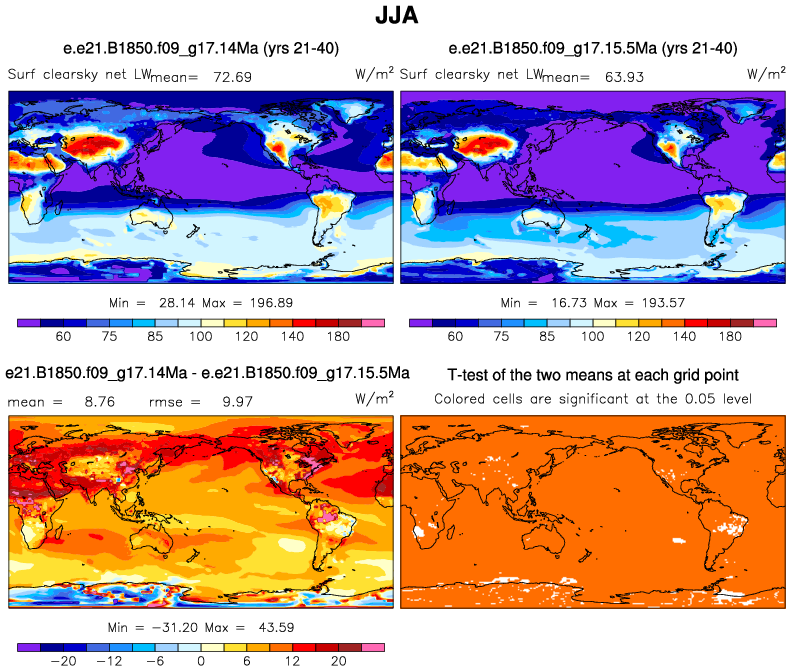 JJA
e.e21.B1850.f09_g17.14Ma (yrs 21-40)
e.e21.B1850.f09_g17.15.5Ma (yrs 21-40)
Surf clearsky net LW mean= 72.69 W/m²
Surf clearsky net LW mean= 63.93 W/m²
Min = 28.14 Max = 196.89
Min = 16.73 Max = 193.57
60 75 85 100 120 140 180
60 75 85 100 120 140 180
e21.B1850.f09_g17.14Ma - e.e21.B1850.f09_g17.15.5Ma
T-test of the two means at each grid point
mean = 8.76 rmse = 9.97 W/m²
Colored cells are significant at the 0.05 level
Min = −31.20 Max = 43.59
−20 −12 −6 0 6 12 20